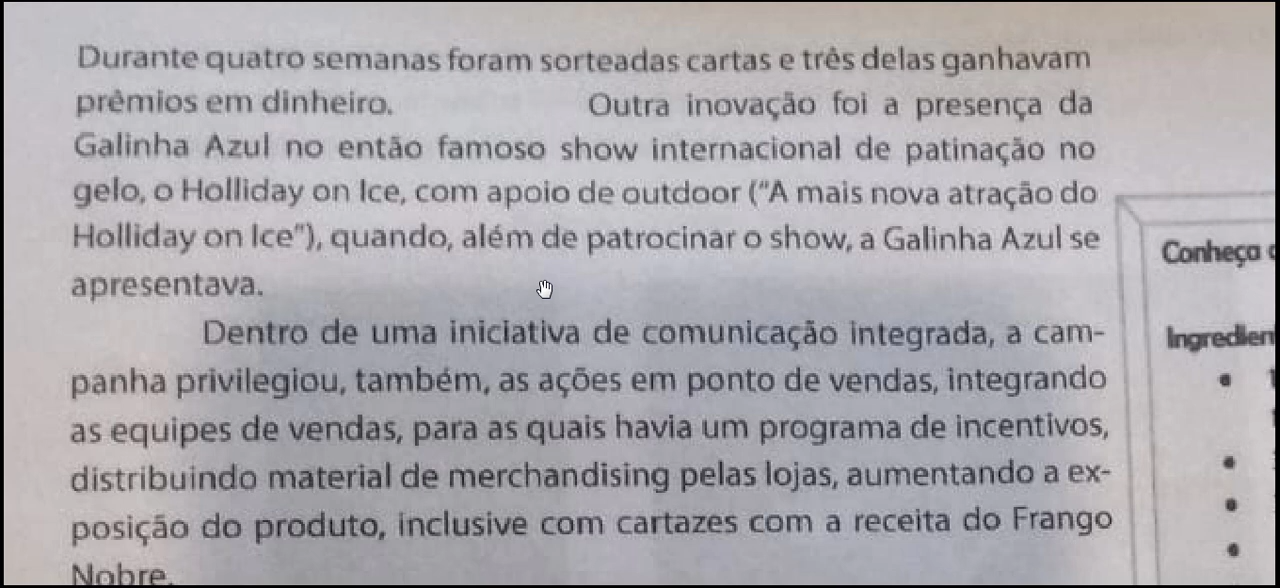 Durante quatro semanas foram sorteadas cartas e três delas ganhavam
prêmios em dinheiro. Outra inovação foi a presença da
Galinha Azul no então famoso show internacional de patinação no
gelo, o Holliday on Ice, com apoio de outdoor ("A mais nova atração do
Holliday on Ice"), quando, além de patrocinar o show, a Galinha Azul se
apresentava.
Dentro de uma iniciativa de comunicação integrada, a cam-
panha privilegiou, também, as ações em ponto de vendas, integrando
as equipes de vendas, para as quais havia um programa de incentivos,
distribuindo material de merchandising pelas lojas, aumentando a ex-
posição do produto, inclusive com cartazes com a receita do Frango
Nobre.
Conheça